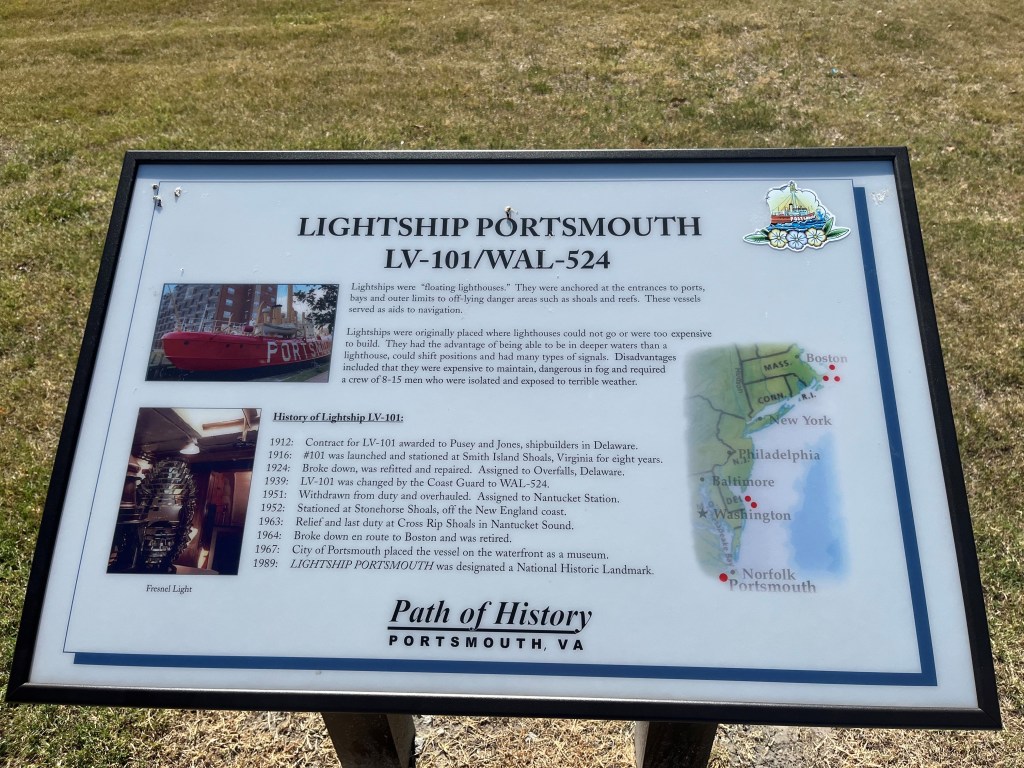 LIGHTSHIP PORTSMOUTH
LV-101/WAL-524
Lightships were "floating lighthouses." They were anchored at the entrances to ports,
bays and outer limits to off-lying danger areas such as shoals and reefs. These vessels
served as aids to navigation.
Lightships were originally placed where lighthouses could not go or were too expensive
to build. They had the advantage of being able to be in deeper waters than a
lighthouse, could shift positions and had many types of signals. Disadvantages
included that they were expensive to maintain, dangerous in fog and required
a crew of 8-15 men who were isolated and exposed to terrible weather.
PORTSMOUTH
History of Lightship LV-101:
1912: Contract for LV-101 awarded to Pusey and Jones, shipbuilders in Delaware.
1916: #101 was launched and stationed at Smith Island Shoals, Virginia for eight years.
1924: Broke down, was refitted and repaired. Assigned to Overfalls, Delaware.
1939: LV-101 was changed by the Coast Guard to WAL-524.
1951: Withdrawn from duty and overhauled. Assigned to Nantucket Station.
1952: Stationed at Stonehorse Shoals, off the New England coast.
1963: Relief and last duty at Cross Rip Shoals in Nantucket Sound.
1964: Broke down en route to Boston and was retired.
1967: City of Portsmouth placed the vessel on the waterfront as a museum.
1989: LIGHTSHIP PORTSMOUTH was designated a National Historic Landmark.
Fresnel Light
Boston
MASS.
CONN.
R.I.
New York
Philadelphia
N.J.
Baltimore
Washington
Norfolk
Portsmouth
Path of History
PORTSMOUTH, VA